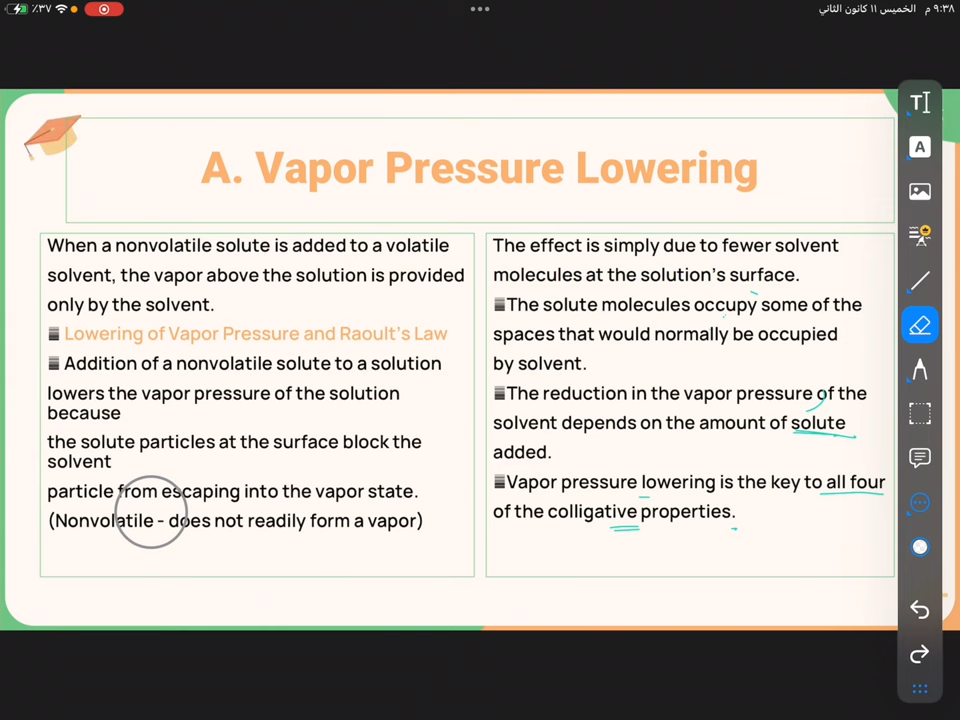 ٪٣٧
٩:٣٨ م الخميس ١١ كانون الثاني
A. Vapor Pressure Lowering
When a nonvolatile solute is added to a volatile
solvent, the vapor above the solution is provided
only by the solvent.
Lowering of Vapor Pressure and Raoult's Law
Addition of a nonvolatile solute to a solution
lowers the vapor pressure of the solution
because
the solute particles at the surface block the
solvent
particle from escaping into the vapor state.
(Nonvolatile - does not readily form a vapor)
The effect is simply due to fewer solvent
molecules at the solution's surface.
The solute molecules occupy some of the
spaces that would normally be occupied
by solvent.
The reduction in the vapor pressure of the
solvent depends on the amount of solute
added.
Vapor pressure lowering is the key to all four
of the colligative properties.
T
A